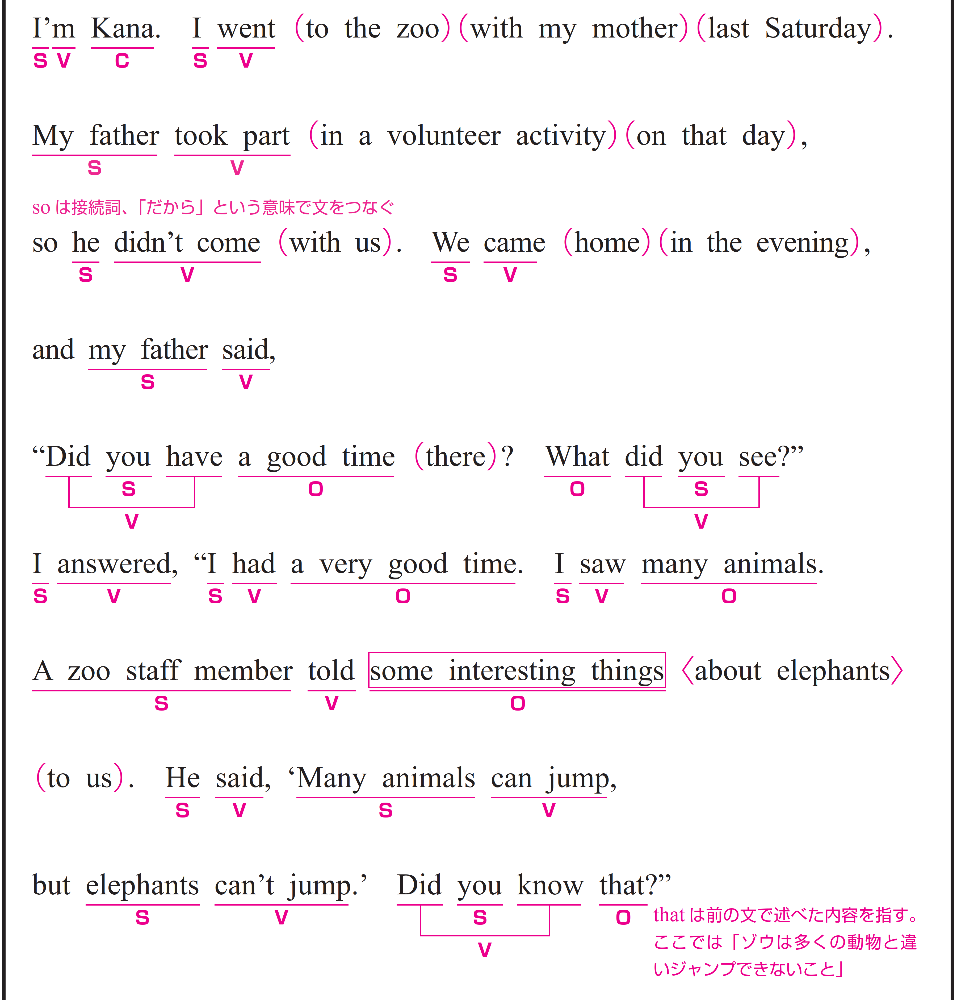 I’m Kana. I went (to the zoo)(with my mother)(last Saturday).
S V C S V
My father took part (in a volunteer activity)(on that day),
S V
so は接続詞、「だから」という意味で文をつなぐ
so he didn’t come (with us). We came (home)(in the evening),
S V S V
and my father said,
S V
“Did you have a good time (there)? What did you see?”
S O O S
V V
I answered, “I had a very good time. I saw many animals.
S V S V O S V O
A zoo staff member told some interesting things 〈about elephants〉
S V O
(to us). He said, ‘Many animals can jump,
S V S V
but elephants can’t jump.’ Did you know that?”
S V S O
V
that は前の文で述べた内容を指す。
ここでは「ゾウは多くの動物と違
いジャンプできないこと」